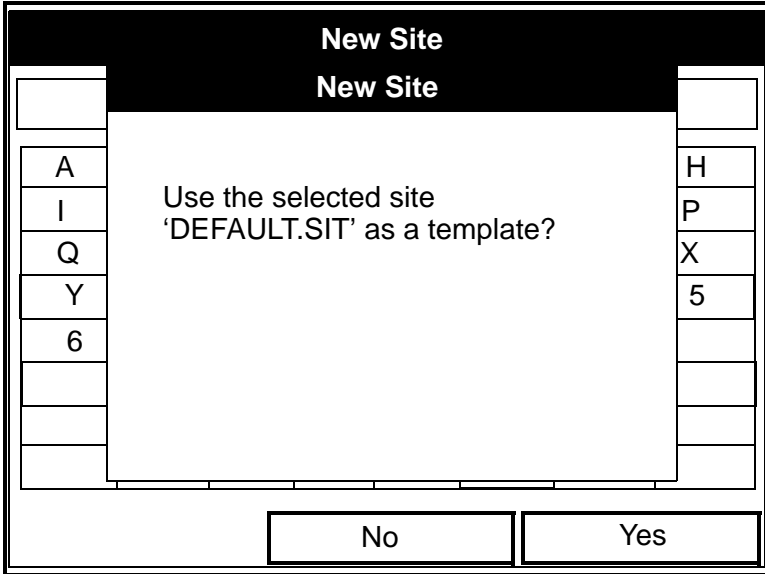 New Site
New Site
A H
Use the selected site
I P
‘DEFAULT.SIT’ as a template?
Q X
Y 5
6
No Yes